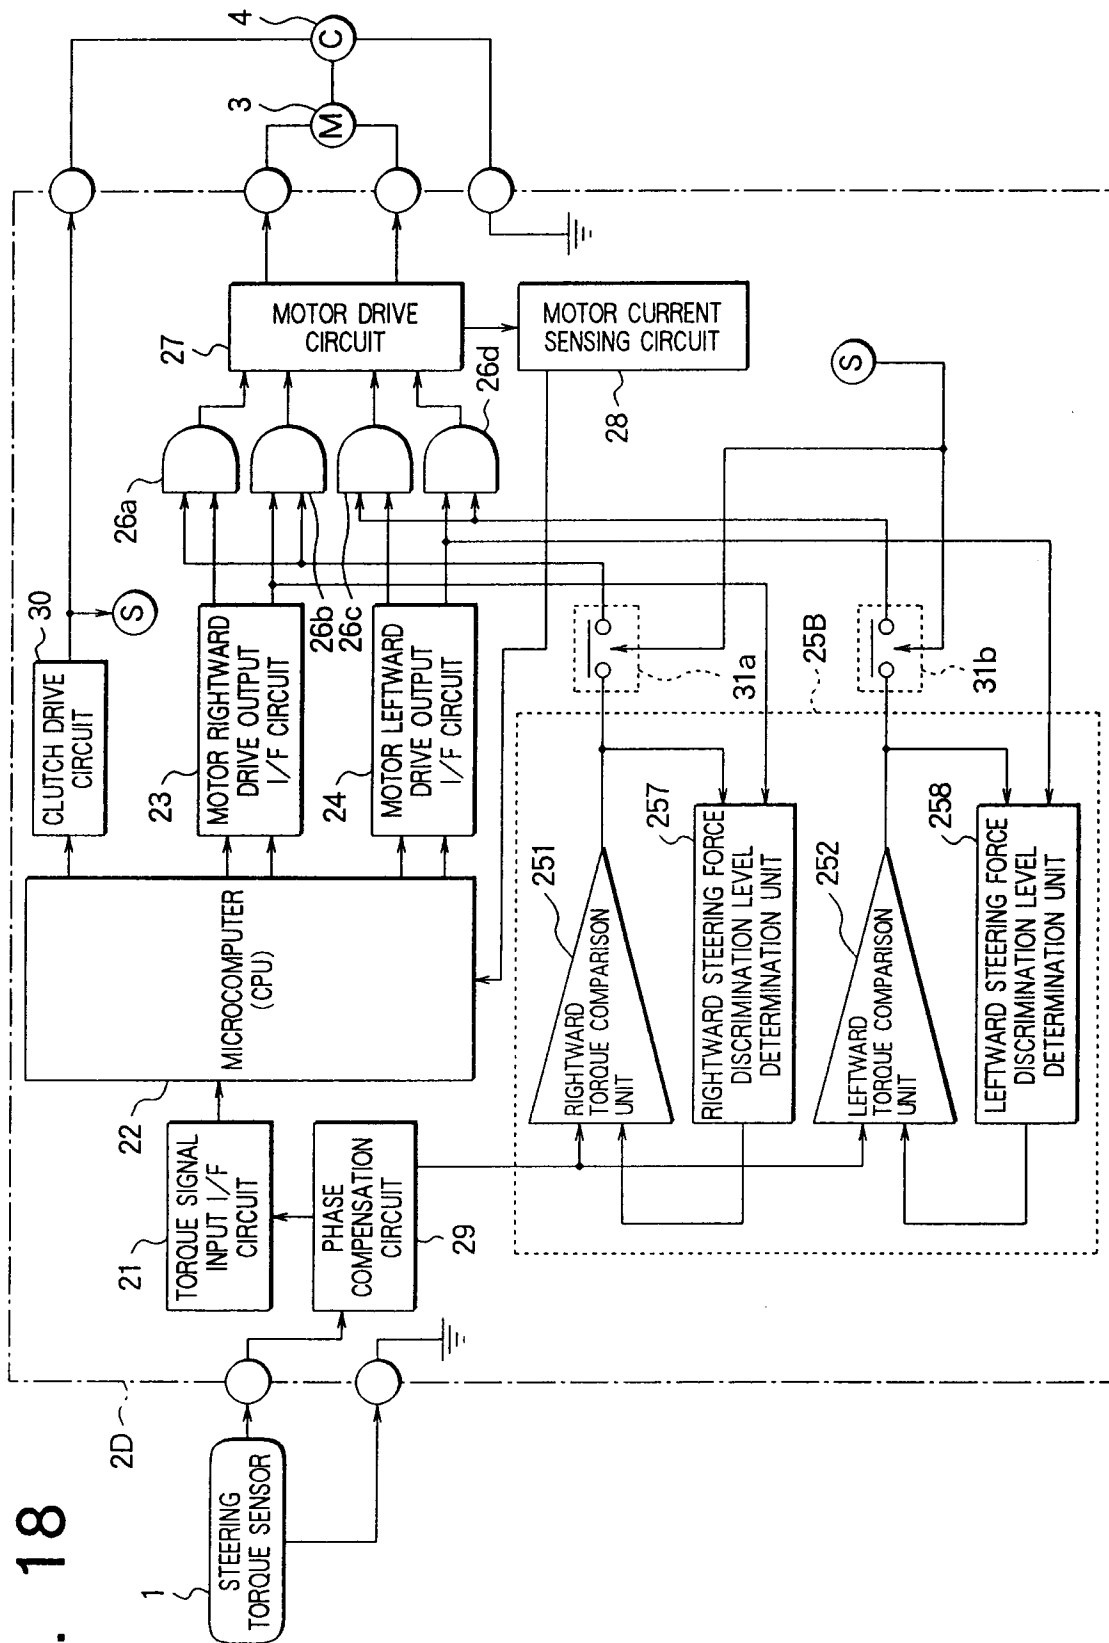 . 18
1
STEERING
TORQUE SENSOR
2D
21
TORQUE SIGNAL
INPUT I/F
CIRCUIT
PHASE
COMPENSATION
CIRCUIT
29
22
MICROCOMPUTER
(CPU)
CLUTCH DRIVE
CIRCUIT
30
S
23
MOTOR RIGHTWARD
DRIVE OUTPUT
I/F CIRCUIT
24
MOTOR LEFTWARD
DRIVE OUTPUT
I/F CIRCUIT
26a
26b
26c
26d
27
MOTOR DRIVE
CIRCUIT
MOTOR CURRENT
SENSING CIRCUIT
28
S
3
M
4
C
251
RIGHTWARD
TORQUE COMPARISON
UNIT
257
RIGHTWARD STEERING FORCE
DISCRIMINATION LEVEL
DETERMINATION UNIT
252
LEFTWARD
TORQUE COMPARISON
UNIT
258
LEFTWARD STEERING FORCE
DISCRIMINATION LEVEL
DETERMINATION UNIT
31a
25B
31b